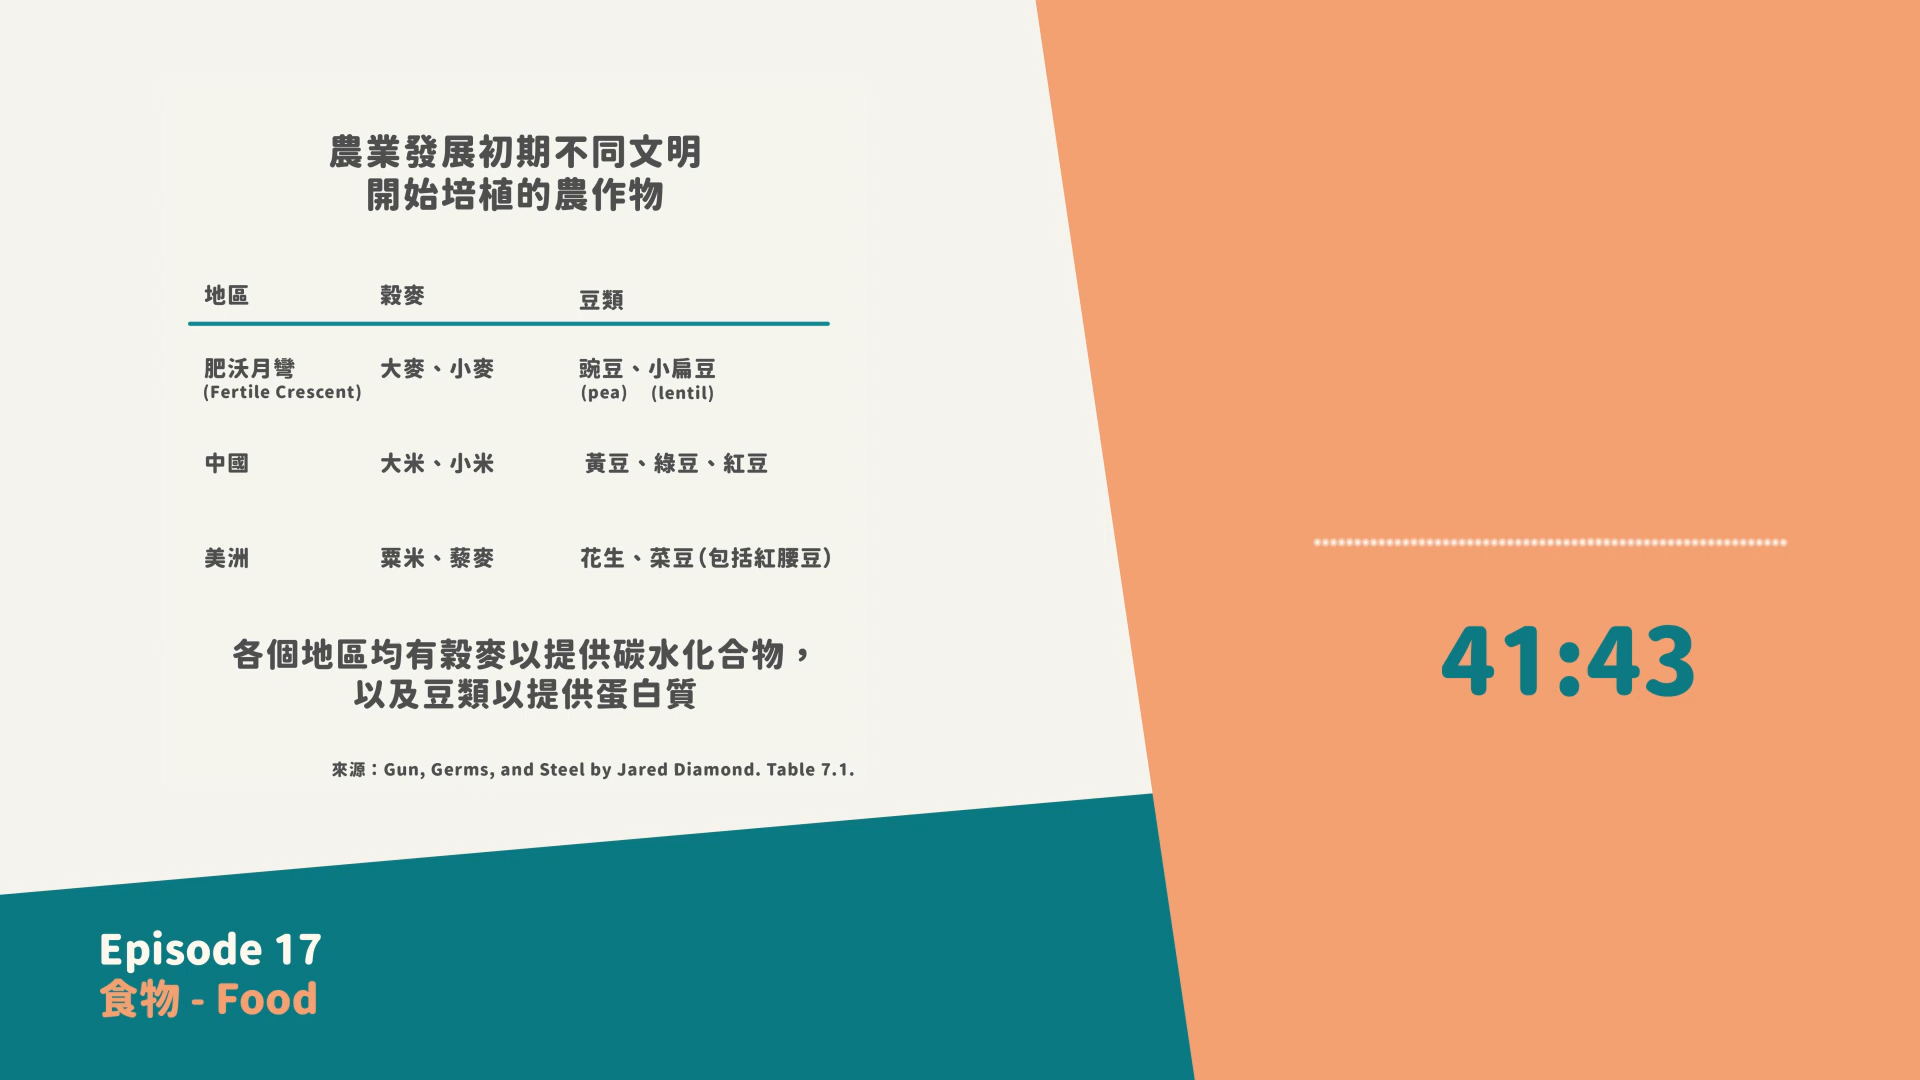 農業發展初期不同文明
開始培植的農作物
地區 穀麥 豆類
肥沃月彎 大麥、小麥 豌豆、小扁豆
(Fertile Crescent) (pea) (lentil)
中國 大米、小米 黃豆、綠豆、紅豆
美洲 粟米、藜麥 花生、菜豆(包括紅腰豆)
各個地區均有穀麥以提供碳水化合物，
以及豆類以提供蛋白質
來源：Gun, Germs, and Steel by Jared Diamond. Table 7.1.
41:43
Episode 17
食物 - Food